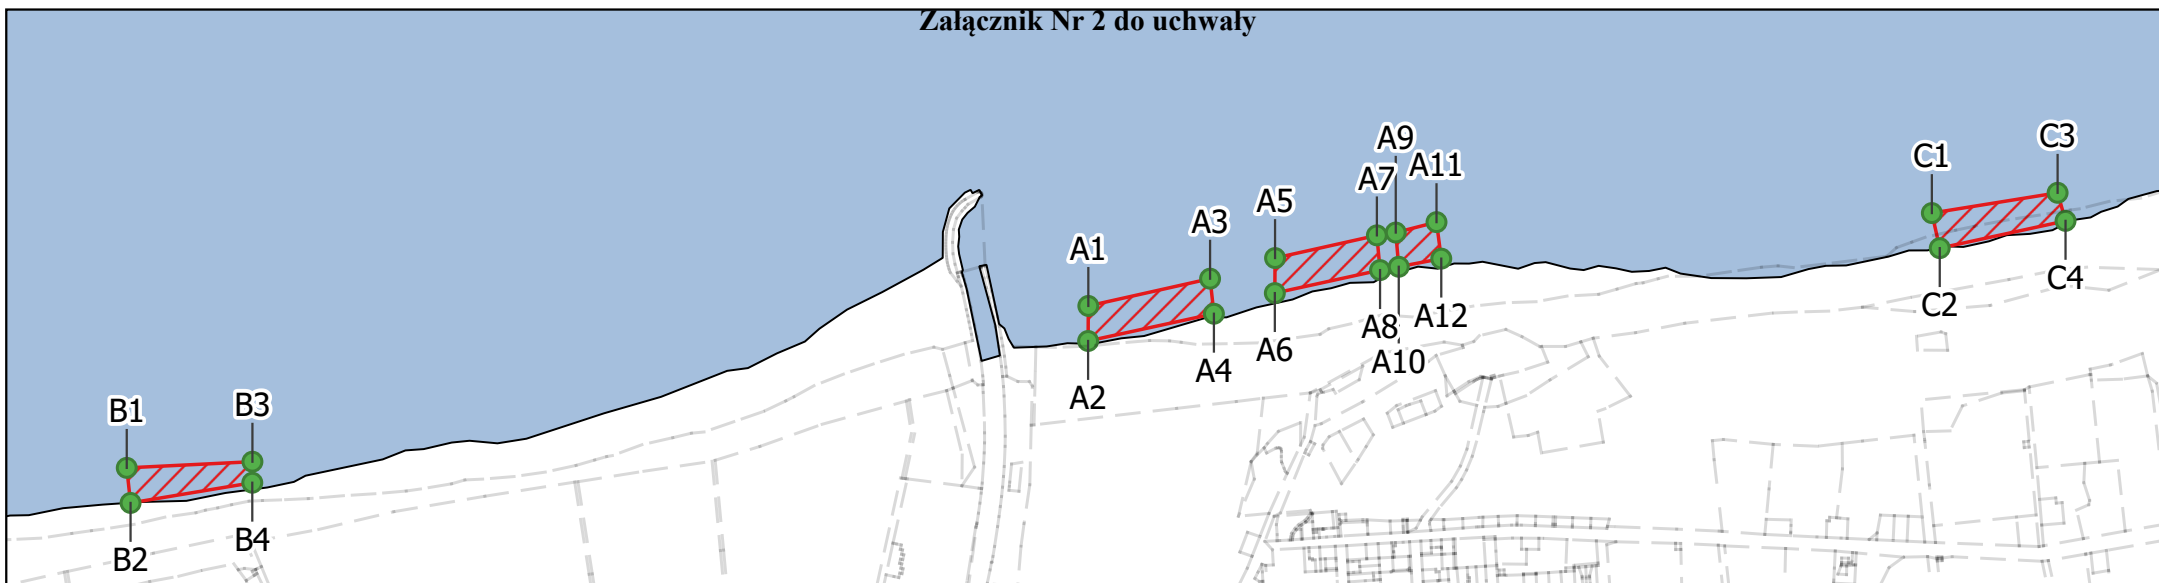 Załącznik Nr 2 do uchwały
A9
C3
C1
A11
A7
A5
A3
A1
C4
C2
A12
A8
A6
A10
A4
A2
B3
B1
B4
B2